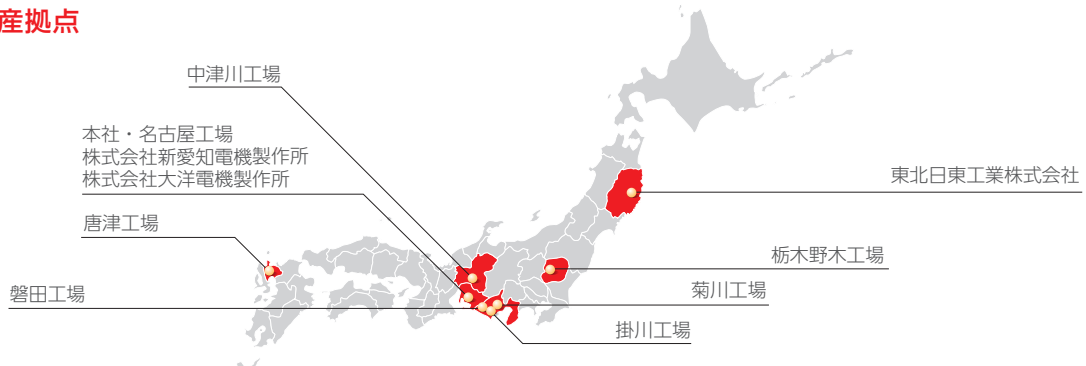 産拠点
中津川工場
本社・名古屋工場
株式会社新愛知電機製作所
株式会社大洋電機製作所
唐津工場
磐田工場
東北日東工業株式会社
栃木野木工場
菊川工場
掛川工場